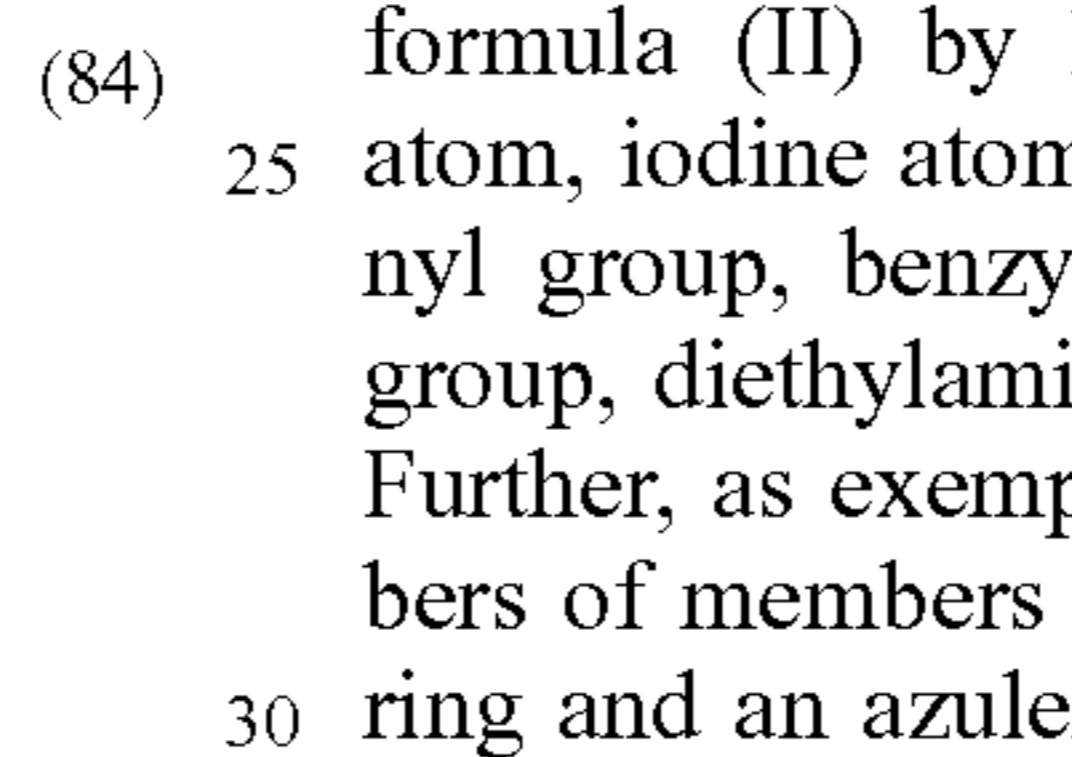 (84)
formula (II) by
25 atom, iodine atom
nyl group, benzy
group, diethylami
Further, as exemp
bers of members
30 ring and an azule